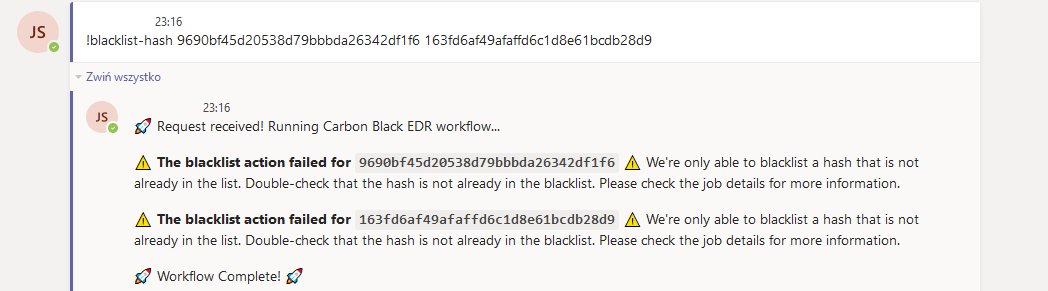 JS
23:16
!blacklist-hash 9690bf45d20538d79bbbda26342df1f6 163fd6af49afaffd6c1d8e61bcdb28d9
Zwiń wszystko
JS
23:16
🚀 Request received! Running Carbon Black EDR workflow...
⚠️ The blacklist action failed for 9690bf45d20538d79bbbda26342df1f6 ⚠️ We're only able to blacklist a hash that is not
already in the list. Double-check that the hash is not already in the blacklist. Please check the job details for more information.
⚠️ The blacklist action failed for 163fd6af49afaffd6c1d8e61bcdb28d9 ⚠️ We're only able to blacklist a hash that is not
already in the list. Double-check that the hash is not already in the blacklist. Please check the job details for more information.
🚀 Workflow Complete! 🚀